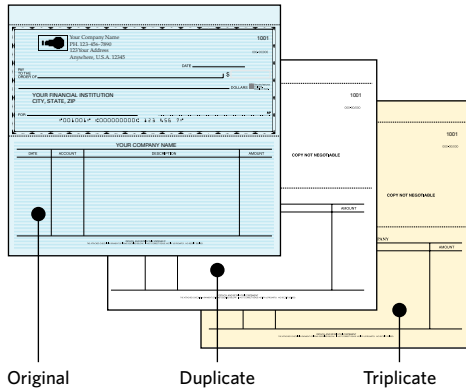 Your Company Name
PH. 123-456-7890
123 Your Address
Anywhere, U.S.A. 12345
1001
DATE
PAY
TO THE
ORDER OF
$
DOLLARS
YOUR FINANCIAL INSTITUTION
CITY, STATE, ZIP
FOR
YOUR COMPANY NAME
DATE ACCOUNT DESCRIPTION AMOUNT
1001
COPY NOT NEGOTIABLE
AMOUNT
1001
COPY NOT NEGOTIABLE
AMOUNT
Original Duplicate Triplicate